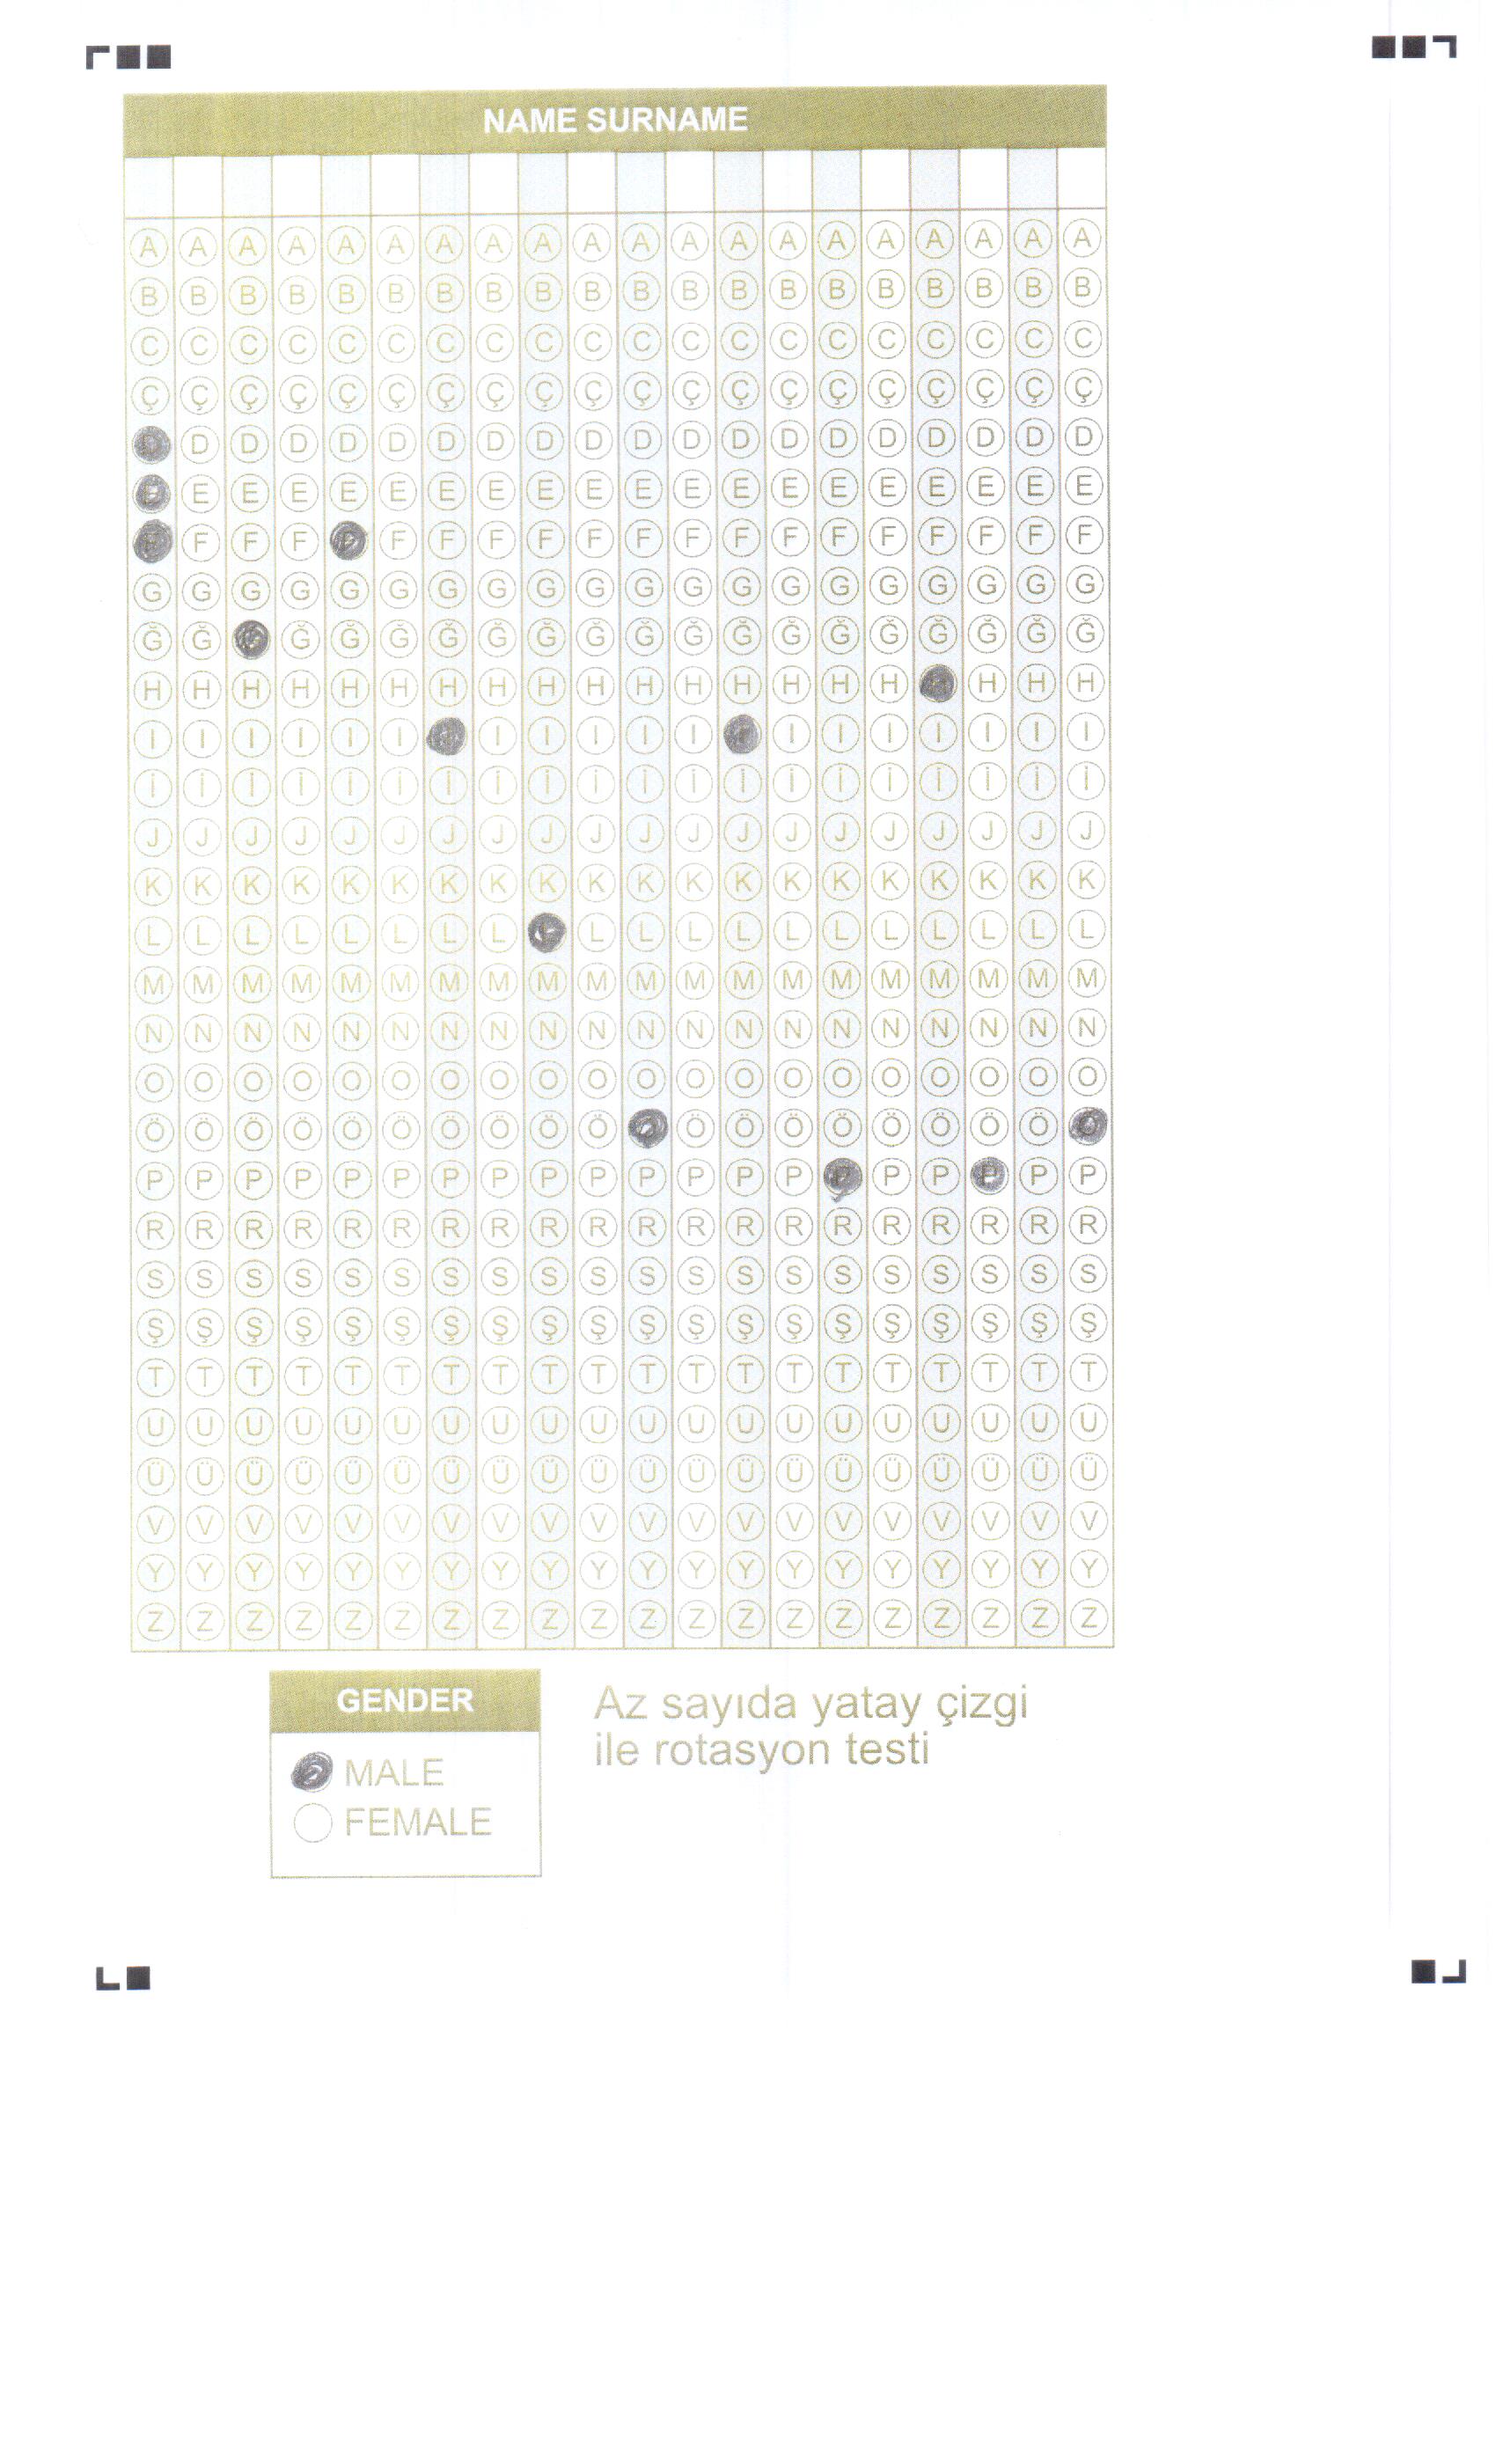 NAME SURNAME
A A A A A A A A A A A A A A A A A A A A
B B B B B B B B B B B B B B B B B B B B
C C C C C C C C C C C C C C C C C C C C
Ç Ç Ç Ç Ç Ç Ç Ç Ç Ç Ç Ç Ç Ç Ç Ç Ç Ç Ç Ç
D D D D D D D D D D D D D D D D D D D D
E E E E E E E E E E E E E E E E E E E E
F F F F F F F F F F F F F F F F F F
G G G G G G G G G G G G G G G G G G G G
Ğ Ğ Ğ Ğ Ğ Ğ Ğ Ğ Ğ Ğ Ğ Ğ Ğ Ğ Ğ Ğ Ğ Ğ Ğ
H H H H H H H H H H H H H H H H H H H
I I I I I I I I I I I I I I I I I I
İ İ İ İ İ İ İ İ İ İ İ İ İ İ İ İ İ İ İ İ
J J J J J J J J J J J J J J J J J J J J
K K K K K K K K K K K K K K K K K K K K
L L L L L L L L L L L L L L L L L L L
M M M M M M M M M M M M M M M M M M M M
N N N N N N N N N N N N N N N N N N N N
O O O O O O O O O O O O O O O O O O O O
Ö Ö Ö Ö Ö Ö Ö Ö Ö Ö Ö Ö Ö Ö Ö Ö Ö Ö
P P P P P P P P P P P P P P P P P P P P
R R R R R R R R R R R R R R R R R R R R
S S S S S S S S S S S S S S S S S S S S
Ş Ş Ş Ş Ş Ş Ş Ş Ş Ş Ş Ş Ş Ş Ş Ş Ş Ş Ş Ş
T T T T T T T T T T T T T T T T T T T T
U U U U U U U U U U U U U U U U U U U U
Ü Ü Ü Ü Ü Ü Ü Ü Ü Ü Ü Ü Ü Ü Ü Ü Ü Ü Ü Ü
V V V V V V V V V V V V V V V V V V V V
Y Y Y Y Y Y Y Y Y Y Y Y Y Y Y Y Y Y Y Y
Z Z Z Z Z Z Z Z Z Z Z Z Z Z Z Z Z Z Z Z
GENDER
MALE
FEMALE
Az sayıda yatay çizgi
ile rotasyon testi